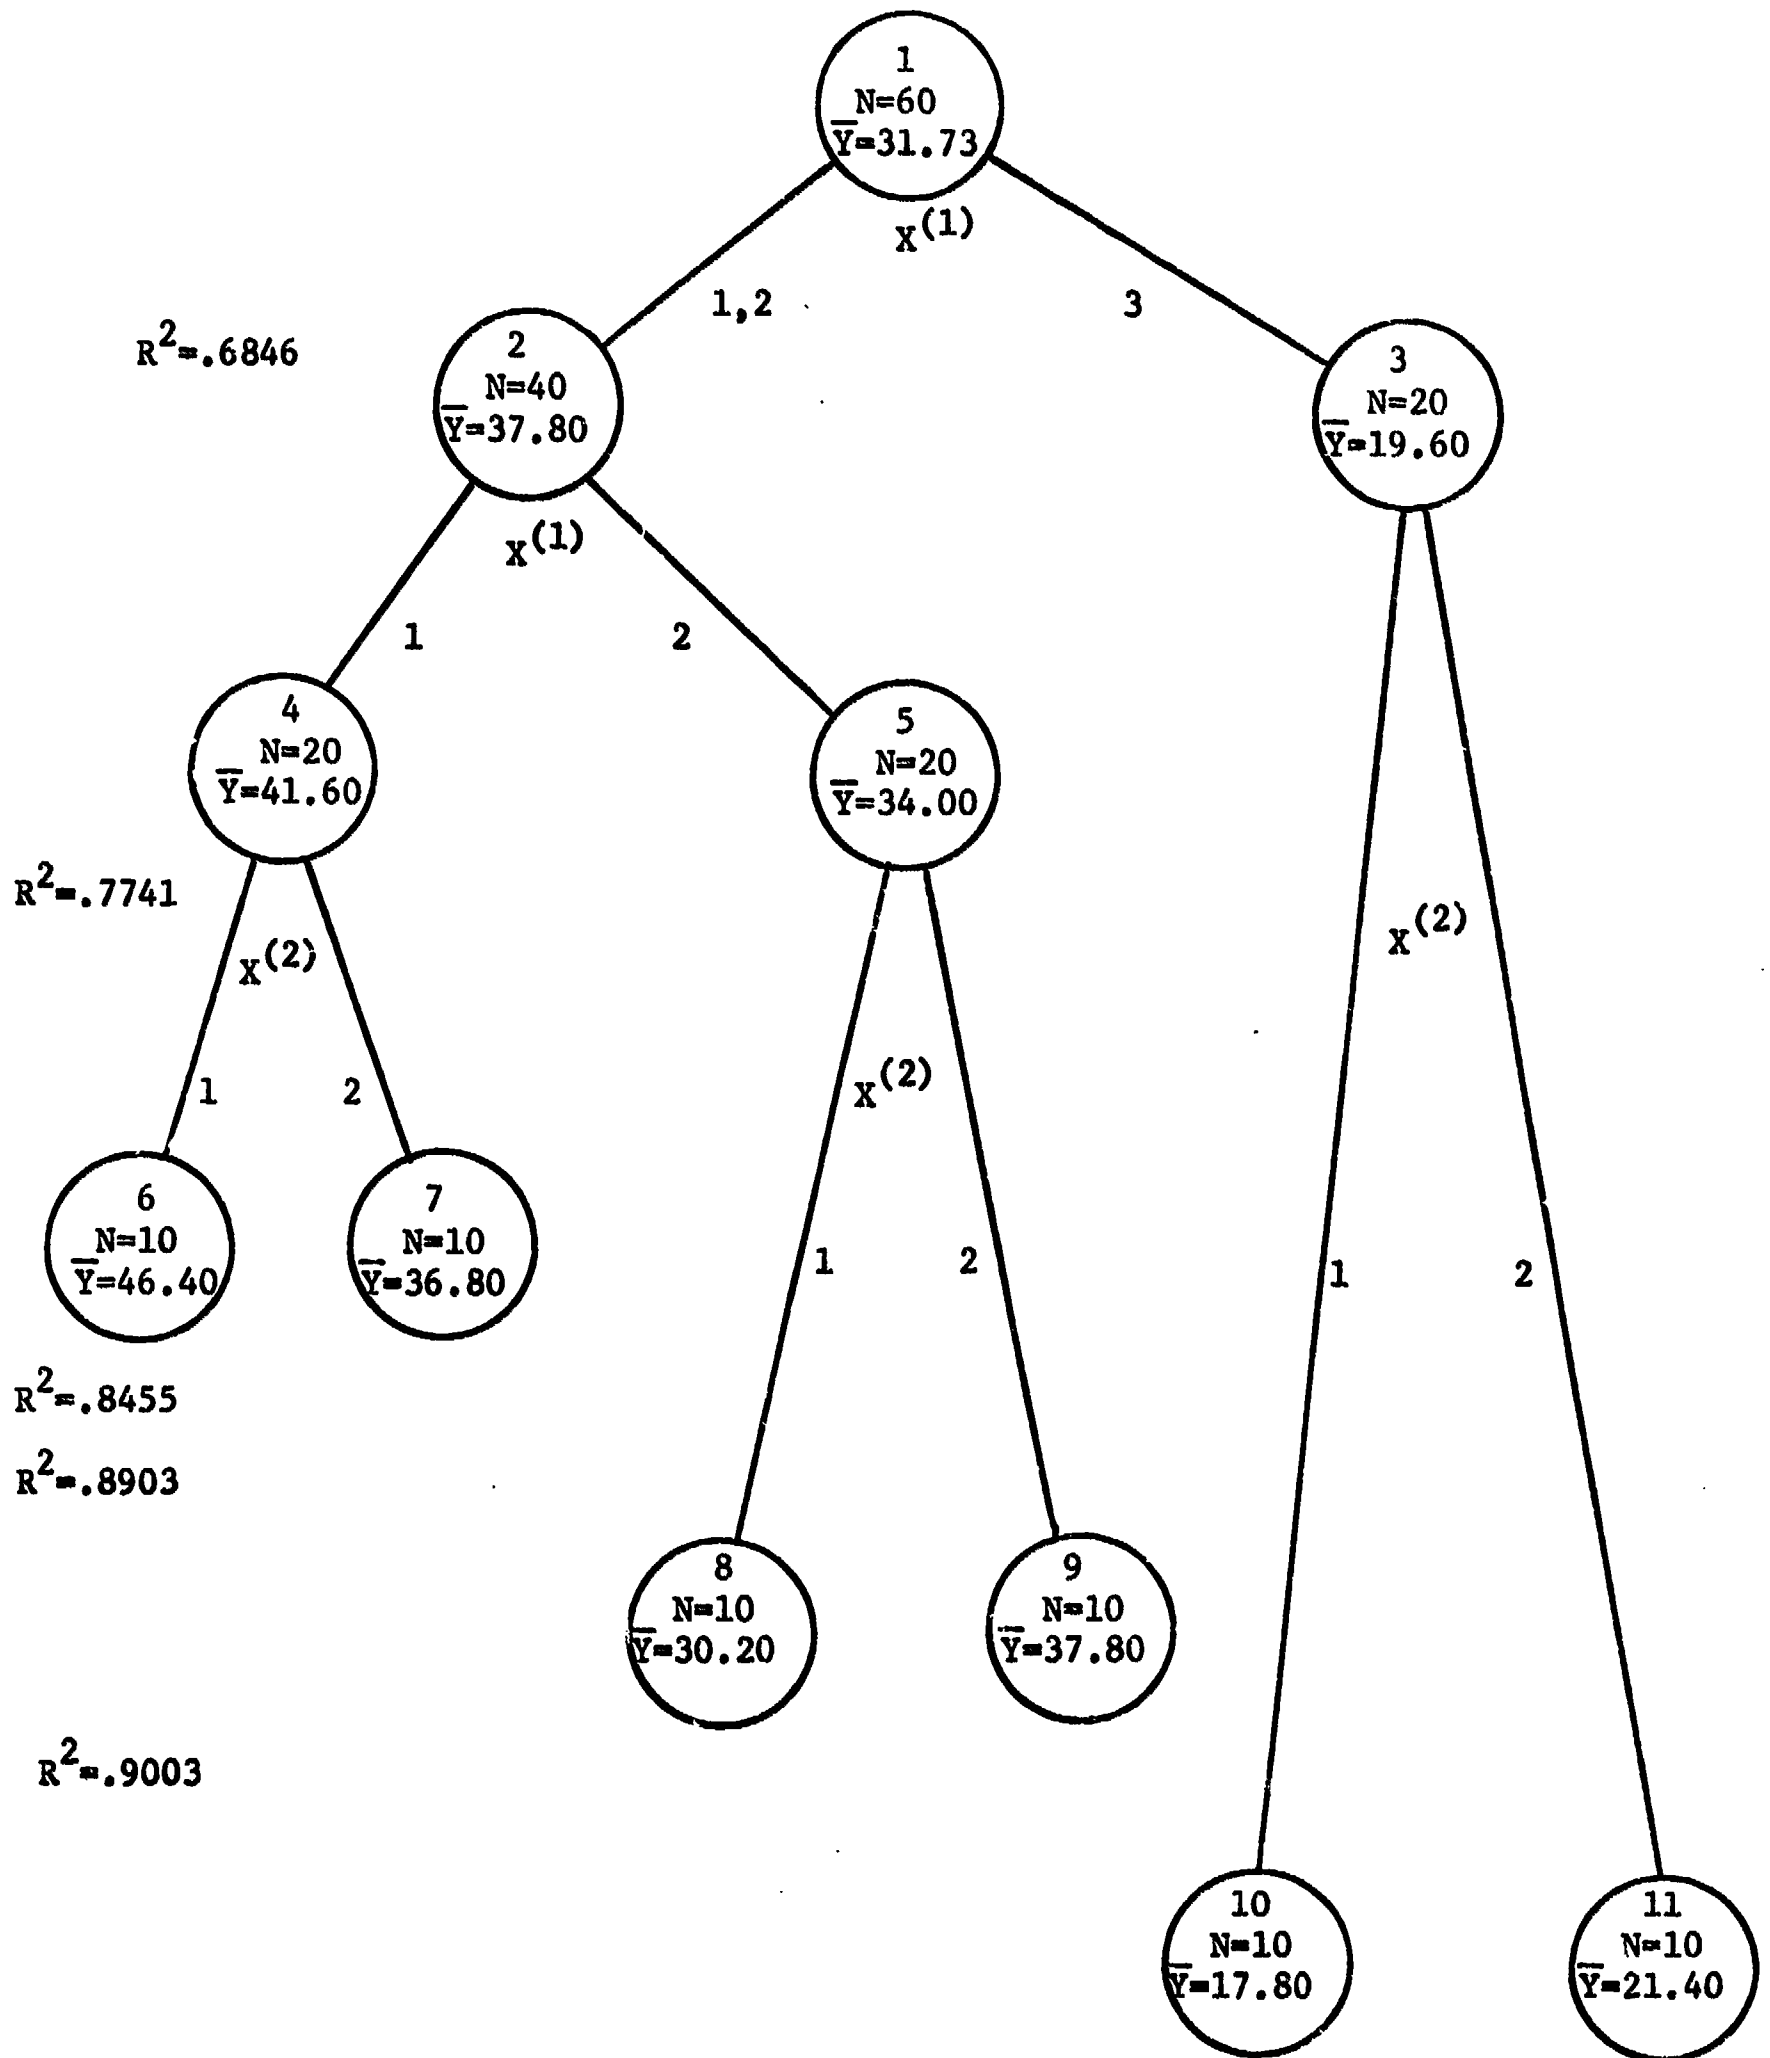 1
N=60
Y̅=31.73
X^(1)
1,2
3
R²=.6846
2
N=40
Y̅=37.80
3
N=20
Y̅=19.60
X^(1)
1
2
4
N=20
Y̅=41.60
5
N=20
Y̅=34.00
R²=.7741
X^(2)
X^(2)
X^(2)
1
2
6
N=10
Y̅=46.40
7
N=10
Y̅=36.80
1
2
1
2
R²=.8455
R²=.8903
8
N=10
Y̅=30.20
9
N=10
Y̅=37.80
R²=.9003
10
N=10
Y̅=17.80
11
N=10
Y̅=21.40